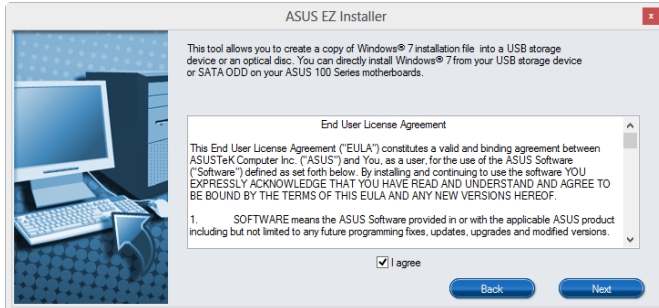 ASUS EZ Installer
x
This tool allows you to create a copy of Windows® 7 installation file into a USB storage
device or an optical disc. You can directly install Windows® 7 from your USB storage device
or SATA ODD on your ASUS 100 Series motherboards.
End User License Agreement
This End User License Agreement ("EULA") constitutes a valid and binding agreement between
ASUSTeK Computer Inc. ("ASUS") and You, as a user, for the use of the ASUS Software
("Software") defined as set forth below. By installing and continuing to use the software YOU
EXPRESSLY ACKNOWLEDGE THAT YOU HAVE READ AND UNDERSTAND AND AGREE TO
BE BOUND BY THE TERMS OF THIS EULA AND ANY NEW VERSIONS HEREOF.
1. SOFTWARE means the ASUS Software provided in or with the applicable ASUS product
including but not limited to any future programming fixes, updates, upgrades and modified versions.
I agree
Back Next